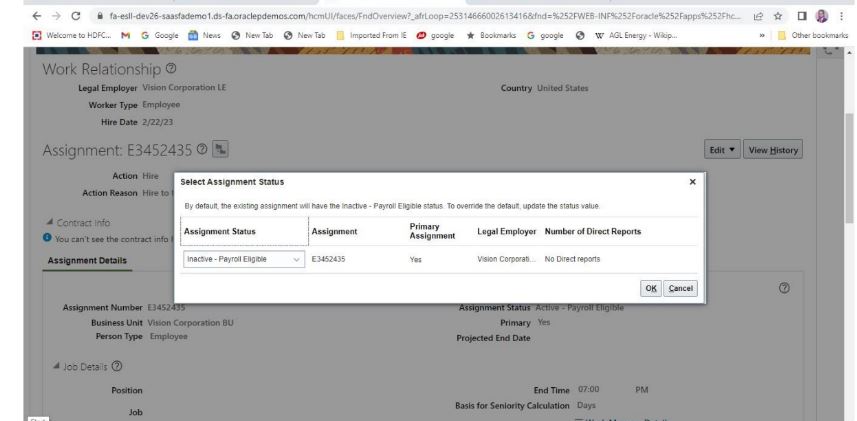 fa-esll-dev26-saasfademo1.ds-fa.oraclepdemos.com/hcmUI/faces/FndOverview?_afrLoop=25314666002613416&fnd=%252FWEB-INF%252Foracle%252Fapps%252Fhc...
Welcome to HDFC... Google News New Tab New Tab Imported From IE google Bookmarks google AGL Energy - Wikip... » Other bookmarks
Work Relationship
Legal Employer Vision Corporation LE Country United States
Worker Type Employee
Hire Date 2/22/23
Assignment: E3452435 Edit View History
Action Hire
Action Reason Hire to
Select Assignment Status ×
By default, the existing assignment will have the Inactive - Payroll Eligible status. To override the default, update the status value.
Assignment Status Assignment Primary Assignment Legal Employer Number of Direct Reports
Inactive - Payroll Eligible E3452435 Yes Vision Corporati... No Direct reports
OK Cancel
Contract Info
You can't see the contract info
Assignment Details
Assignment Number E3452435 Assignment Status Active - Payroll Eligible
Business Unit Vision Corporation BU Primary Yes
Person Type Employee Projected End Date
Job Details
Position End Time 07:00 PM
Job Basis for Seniority Calculation Days